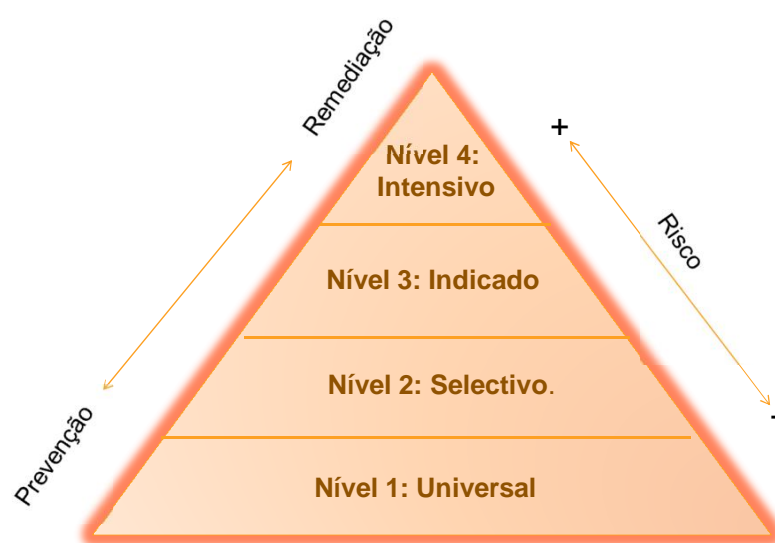 Remediação
+
Nível 4:
Intensivo
Risco
Nível 3: Indicado
Nível 2: Selectivo.
Prevenção
-
Nível 1: Universal